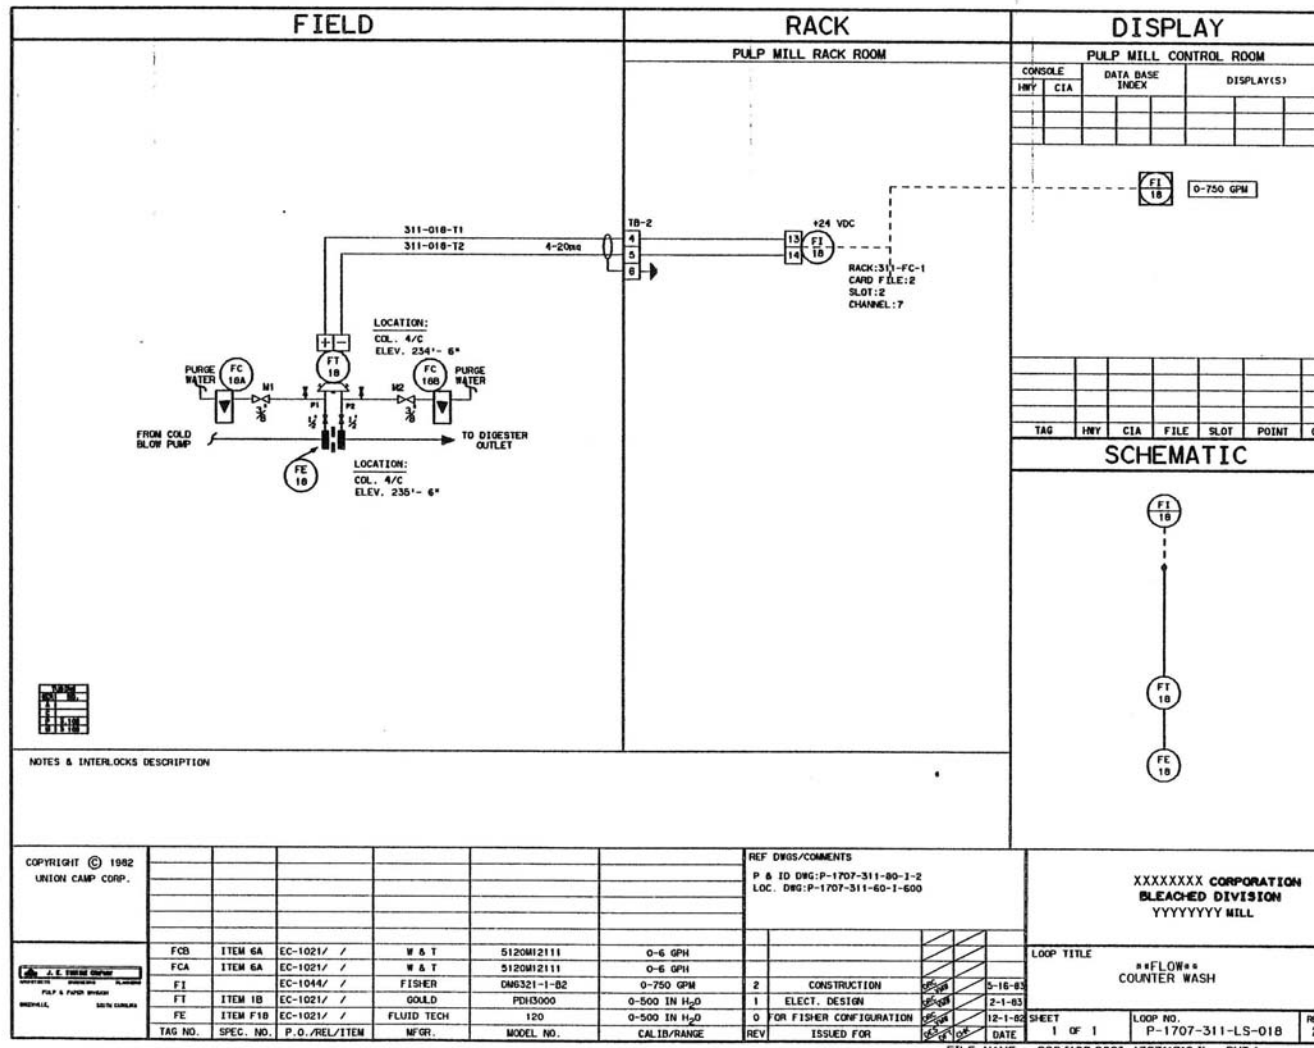 FIELD
RACK
DISPLAY
PULP MILL RACK ROOM
PULP MILL CONTROL ROOM
CONSOLE
HWY CIA
DATA BASE
INDEX
DISPLAY(S)
FI
18
0-750 GPM
311-018-T1
311-018-T2
4-20ma
TB-2
4
5
6
13
14
+24 VDC
FI
18
RACK:311-FC-1
CARD FILE:2
SLOT:2
CHANNEL:7
LOCATION:
COL. 4/C
ELEV. 234'- 6"
+ -
FT
18
PURGE
WATER
FC
18A
M1
3/8"
P1 P2
1/2" 1/2"
M2
3/8"
FC
18B
PURGE
WATER
FROM COLD
BLOW PUMP
TO DIGESTER
OUTLET
FE
18
LOCATION:
COL. 4/C
ELEV. 235'- 6"
TAG HWY CIA FILE SLOT POINT
SCHEMATIC
FI
18
FT
18
FE
18
NOTES & INTERLOCKS DESCRIPTION
COPYRIGHT © 1982
UNION CAMP CORP.
PULP & PAPER DIVISION
GREENVILLE, SOUTH CAROLINA
FCB ITEM 6A EC-1021/ / W & T 5120M12111 0-6 GPH
FCA ITEM 6A EC-1021/ / W & T 5120M12111 0-6 GPH
FI EC-1044/ / FISHER DM6321-1-B2 0-750 GPM
FT ITEM 1B EC-1021/ / GOULD PDH3000 0-500 IN H2O
FE ITEM F18 EC-1021/ / FLUID TECH 120 0-500 IN H2O
TAG NO. SPEC. NO. P.O./REL/ITEM MFGR. MODEL NO. CALIB/RANGE
REF DWGS/COMMENTS
P & ID DWG:P-1707-311-80-I-2
LOC. DWG:P-1707-311-60-I-600
2 CONSTRUCTION 5-16-83
1 ELECT. DESIGN 2-1-83
0 FOR FISHER CONFIGURATION 12-1-82
REV ISSUED FOR DATE
XXXXXXXX CORPORATION
BLEACHED DIVISION
YYYYYYYY MILL
LOOP TITLE
**FLOW**
COUNTER WASH
SHEET
1 OF 1
LOOP NO.
P-1707-311-LS-018